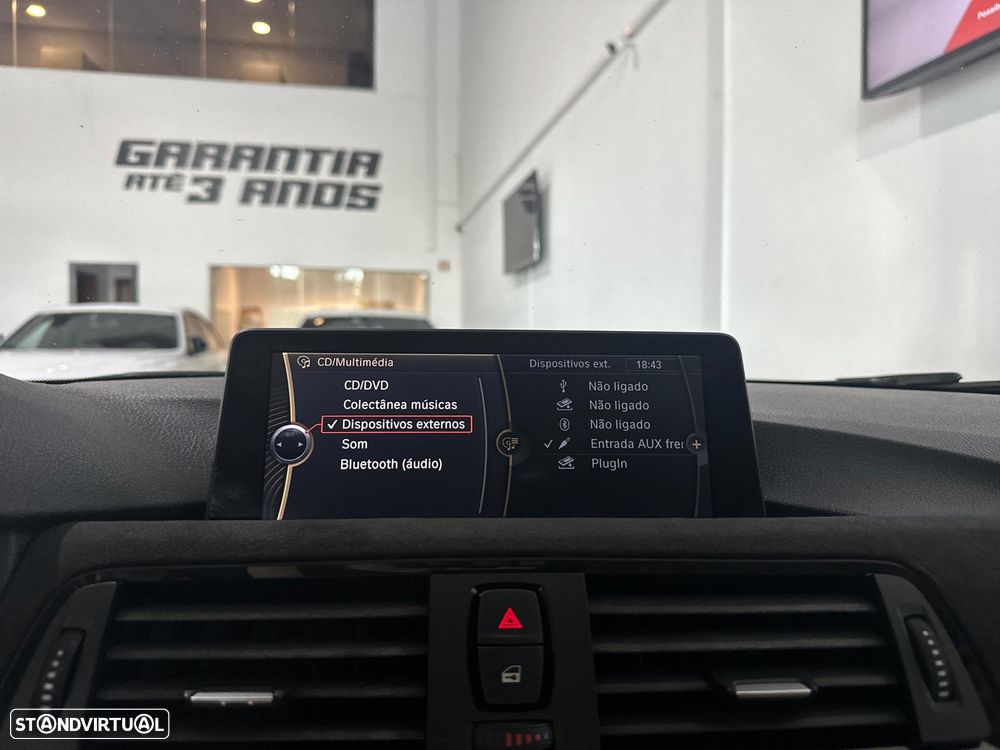 Possib
GARANTIA
ATÉ 3 ANOS
CD/Multimédia
CD/DVD
Colectânea músicas
Dispositivos externos
Som
Bluetooth (áudio)
Dispositivos ext. 18:43
Não ligado
Não ligado
Não ligado
Entrada AUX fre
PlugIn
STANDVIRTUAL